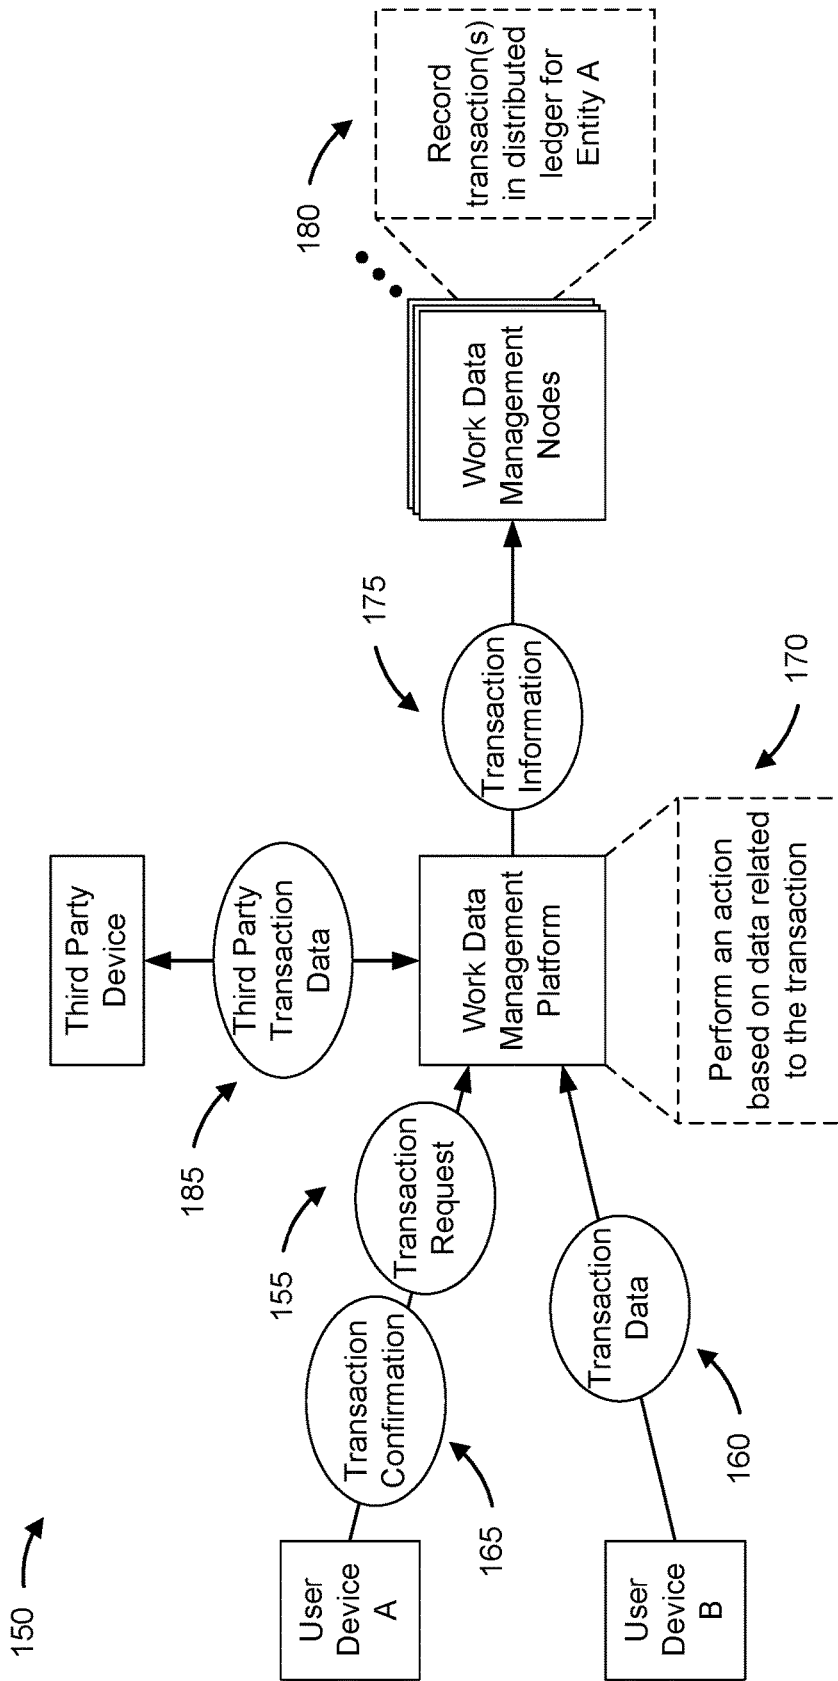 150
User
Device
A
165
Transaction
Confirmation
155
Transaction
Request
185
Third Party
Device
Third Party
Transaction
Data
User
Device
B
160
Transaction
Data
Work Data
Management
Platform
170
Perform an action
based on data related
to the transaction
175
Transaction
Information
Work Data
Management
Nodes
180
Record
transaction(s)
in distributed
ledger for
Entity A